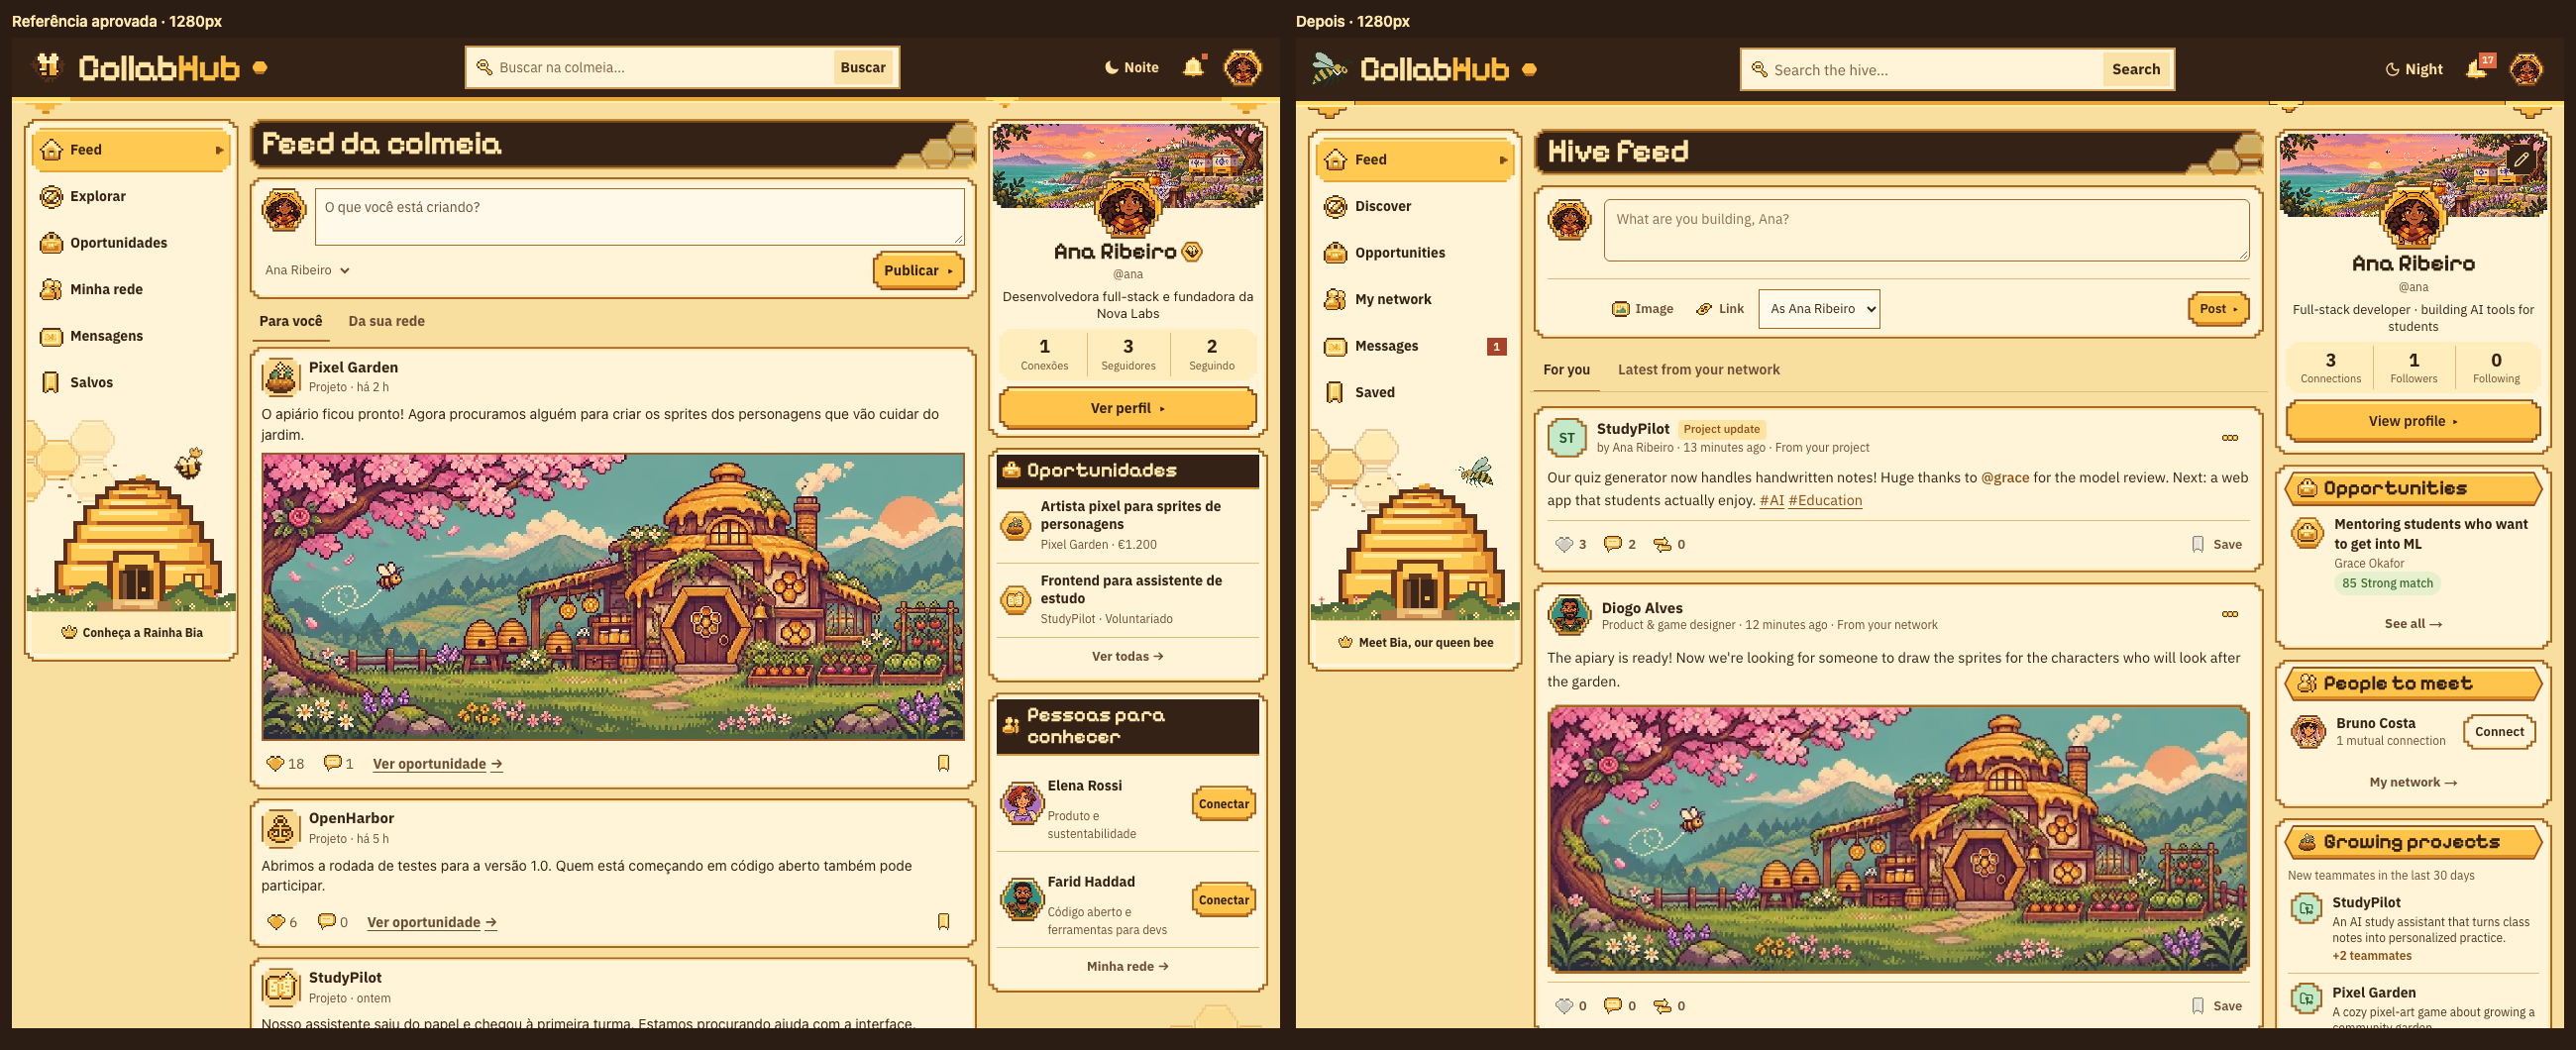 Referência aprovada · 1280px
CollabHub
Buscar na colmeia...
Buscar
Noite
Feed
Explorar
Oportunidades
Minha rede
Mensagens
Salvos
Conheça a Rainha Bia
Feed da colmeia
O que você está criando?
Ana Ribeiro
Publicar
Para você
Da sua rede
Pixel Garden
Projeto · há 2 h
O apiário ficou pronto! Agora procuramos alguém para criar os sprites dos personagens que vão cuidar do
jardim.
18
1
Ver oportunidade →
OpenHarbor
Projeto · há 5 h
Abrimos a rodada de testes para a versão 1.0. Quem está começando em código aberto também pode
participar.
6
0
Ver oportunidade →
StudyPilot
Projeto · ontem
Nosso assistente saiu do papel e chegou à primeira turma. Estamos procurando ajuda com a interface.
Ana Ribeiro
@ana
Desenvolvedora full-stack e fundadora da
Nova Labs
1
Conexões
3
Seguidores
2
Seguindo
Ver perfil
Oportunidades
Artista pixel para sprites de
personagens
Pixel Garden · €1.200
Frontend para assistente de
estudo
StudyPilot · Voluntariado
Ver todas →
Pessoas para
conhecer
Elena Rossi
Produto e
sustentabilidade
Conectar
Farid Haddad
Código aberto e
ferramentas para devs
Conectar
Minha rede →
Depois · 1280px
CollabHub
Search the hive...
Search
Night
17
Feed
Discover
Opportunities
My network
Messages
1
Saved
Meet Bia, our queen bee
Hive feed
What are you building, Ana?
Image
Link
As Ana Ribeiro
Post
For you
Latest from your network
ST
StudyPilot
Project update
by Ana Ribeiro · 13 minutes ago · From your project
Our quiz generator now handles handwritten notes! Huge thanks to @grace for the model review. Next: a web
app that students actually enjoy. #AI #Education
3
2
0
Save
Diogo Alves
Product & game designer · 12 minutes ago · From your network
The apiary is ready! Now we're looking for someone to draw the sprites for the characters who will look after
the garden.
0
0
0
Save
Ana Ribeiro
@ana
Full-stack developer · building AI tools for
students
3
Connections
1
Followers
0
Following
View profile
Opportunities
Mentoring students who want
to get into ML
Grace Okafor
85 Strong match
See all →
People to meet
Bruno Costa
1 mutual connection
Connect
My network →
Growing projects
New teammates in the last 30 days
StudyPilot
An AI study assistant that turns class
notes into personalized practice.
+2 teammates
Pixel Garden
A cozy pixel-art game about growing a
community garden